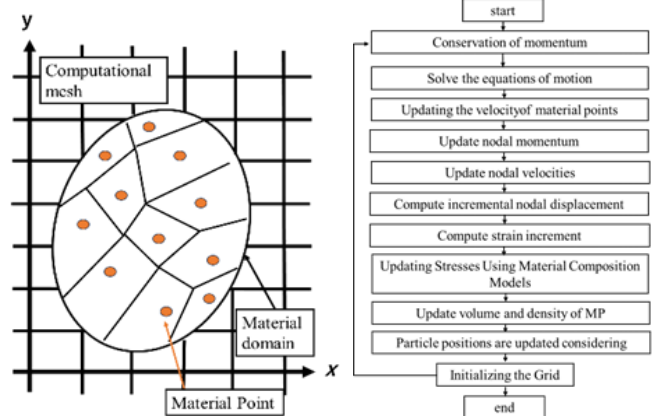 y
Computational
mesh
Material
domain
x
Material Point
start
Conservation of momentum
Solve the equations of motion
Updating the velocityof material points
Update nodal momentum
Update nodal velocities
Compute incremental nodal displacement
Compute strain increment
Updating Stresses Using Material Composition
Models
Update volume and density of MP
Particle positions are updated considering
Initializing the Grid
end